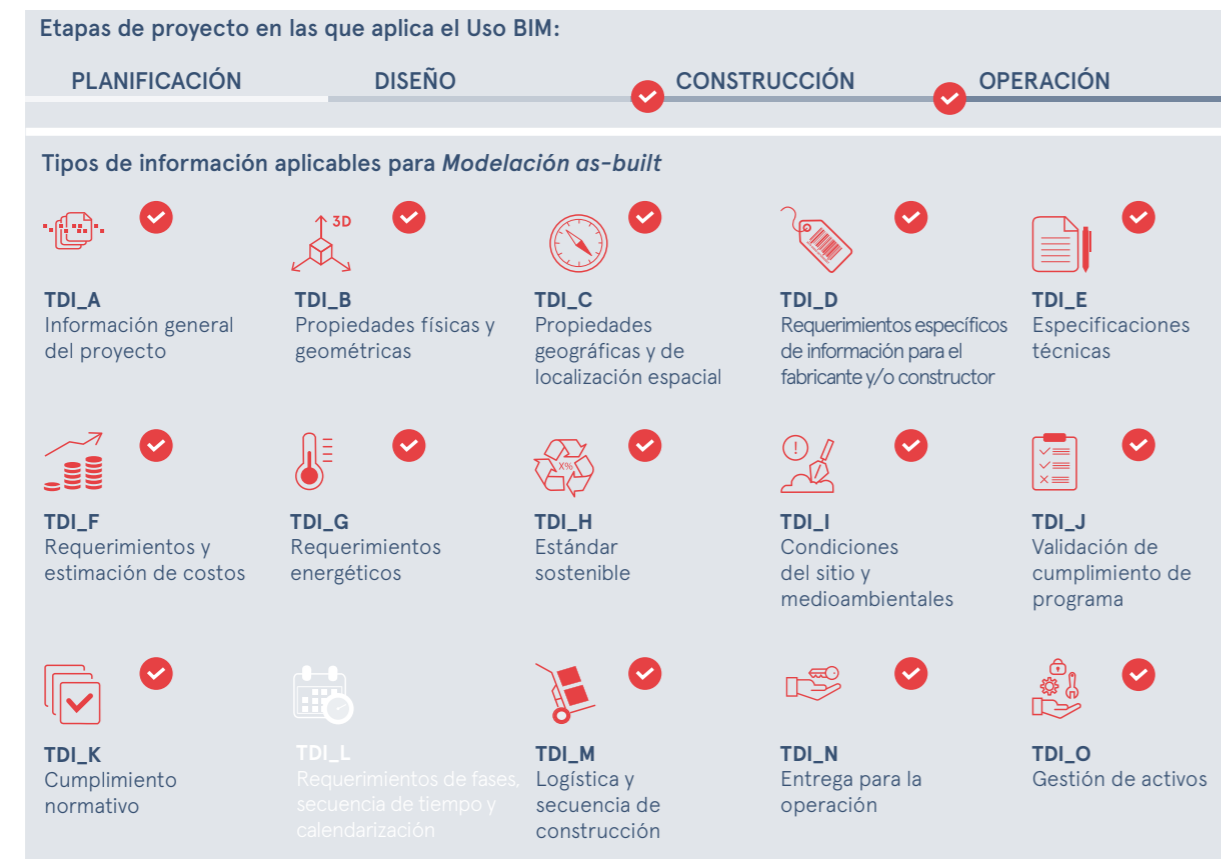 Etapas de proyecto en las que aplica el Uso BIM:
PLANIFICACIÓN DISEÑO CONSTRUCCIÓN OPERACIÓN
Tipos de información aplicables para Modelación as-built
3D
TDI_A
Información general
del proyecto
TDI_B
Propiedades físicas y
geométricas
TDI_C
Propiedades
geográficas y de
localización espacial
TDI_D
Requerimientos específicos
de información para el
fabricante y/o constructor
TDI_E
Especificaciones
técnicas
X%
TDI_F
Requerimientos y
estimación de costos
TDI_G
Requerimientos
energéticos
TDI_H
Estándar
sostenible
TDI_I
Condiciones
del sitio y
medioambientales
TDI_J
Validación de
cumplimiento de
programa
TDI_K
Cumplimiento
normativo
TDI_L
Requerimientos de fases,
secuencia de tiempo y
calendarización
TDI_M
Logística y
secuencia de
construcción
TDI_N
Entrega para la
operación
TDI_O
Gestión de activos